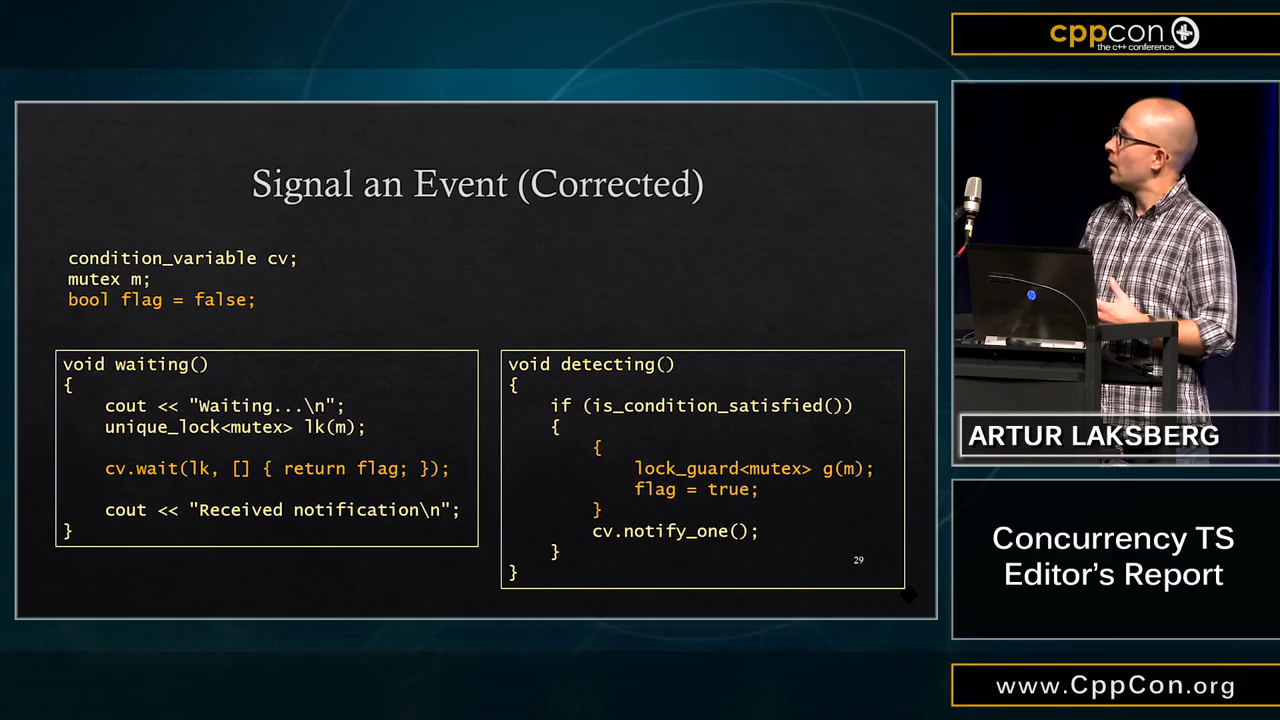 cppcon
the c++ conference
Signal an Event (Corrected)
condition_variable cv;
mutex m;
bool flag = false;
void waiting()
{
cout << "Waiting...\n";
unique_lock<mutex> lk(m);
cv.wait(lk, [] { return flag; });
cout << "Received notification\n";
}
void detecting()
{
if (is_condition_satisfied())
{
{
lock_guard<mutex> g(m);
flag = true;
}
cv.notify_one();
}
}
29
ARTUR LAKSBERG
Concurrency TS
Editor's Report
www.CppCon.org